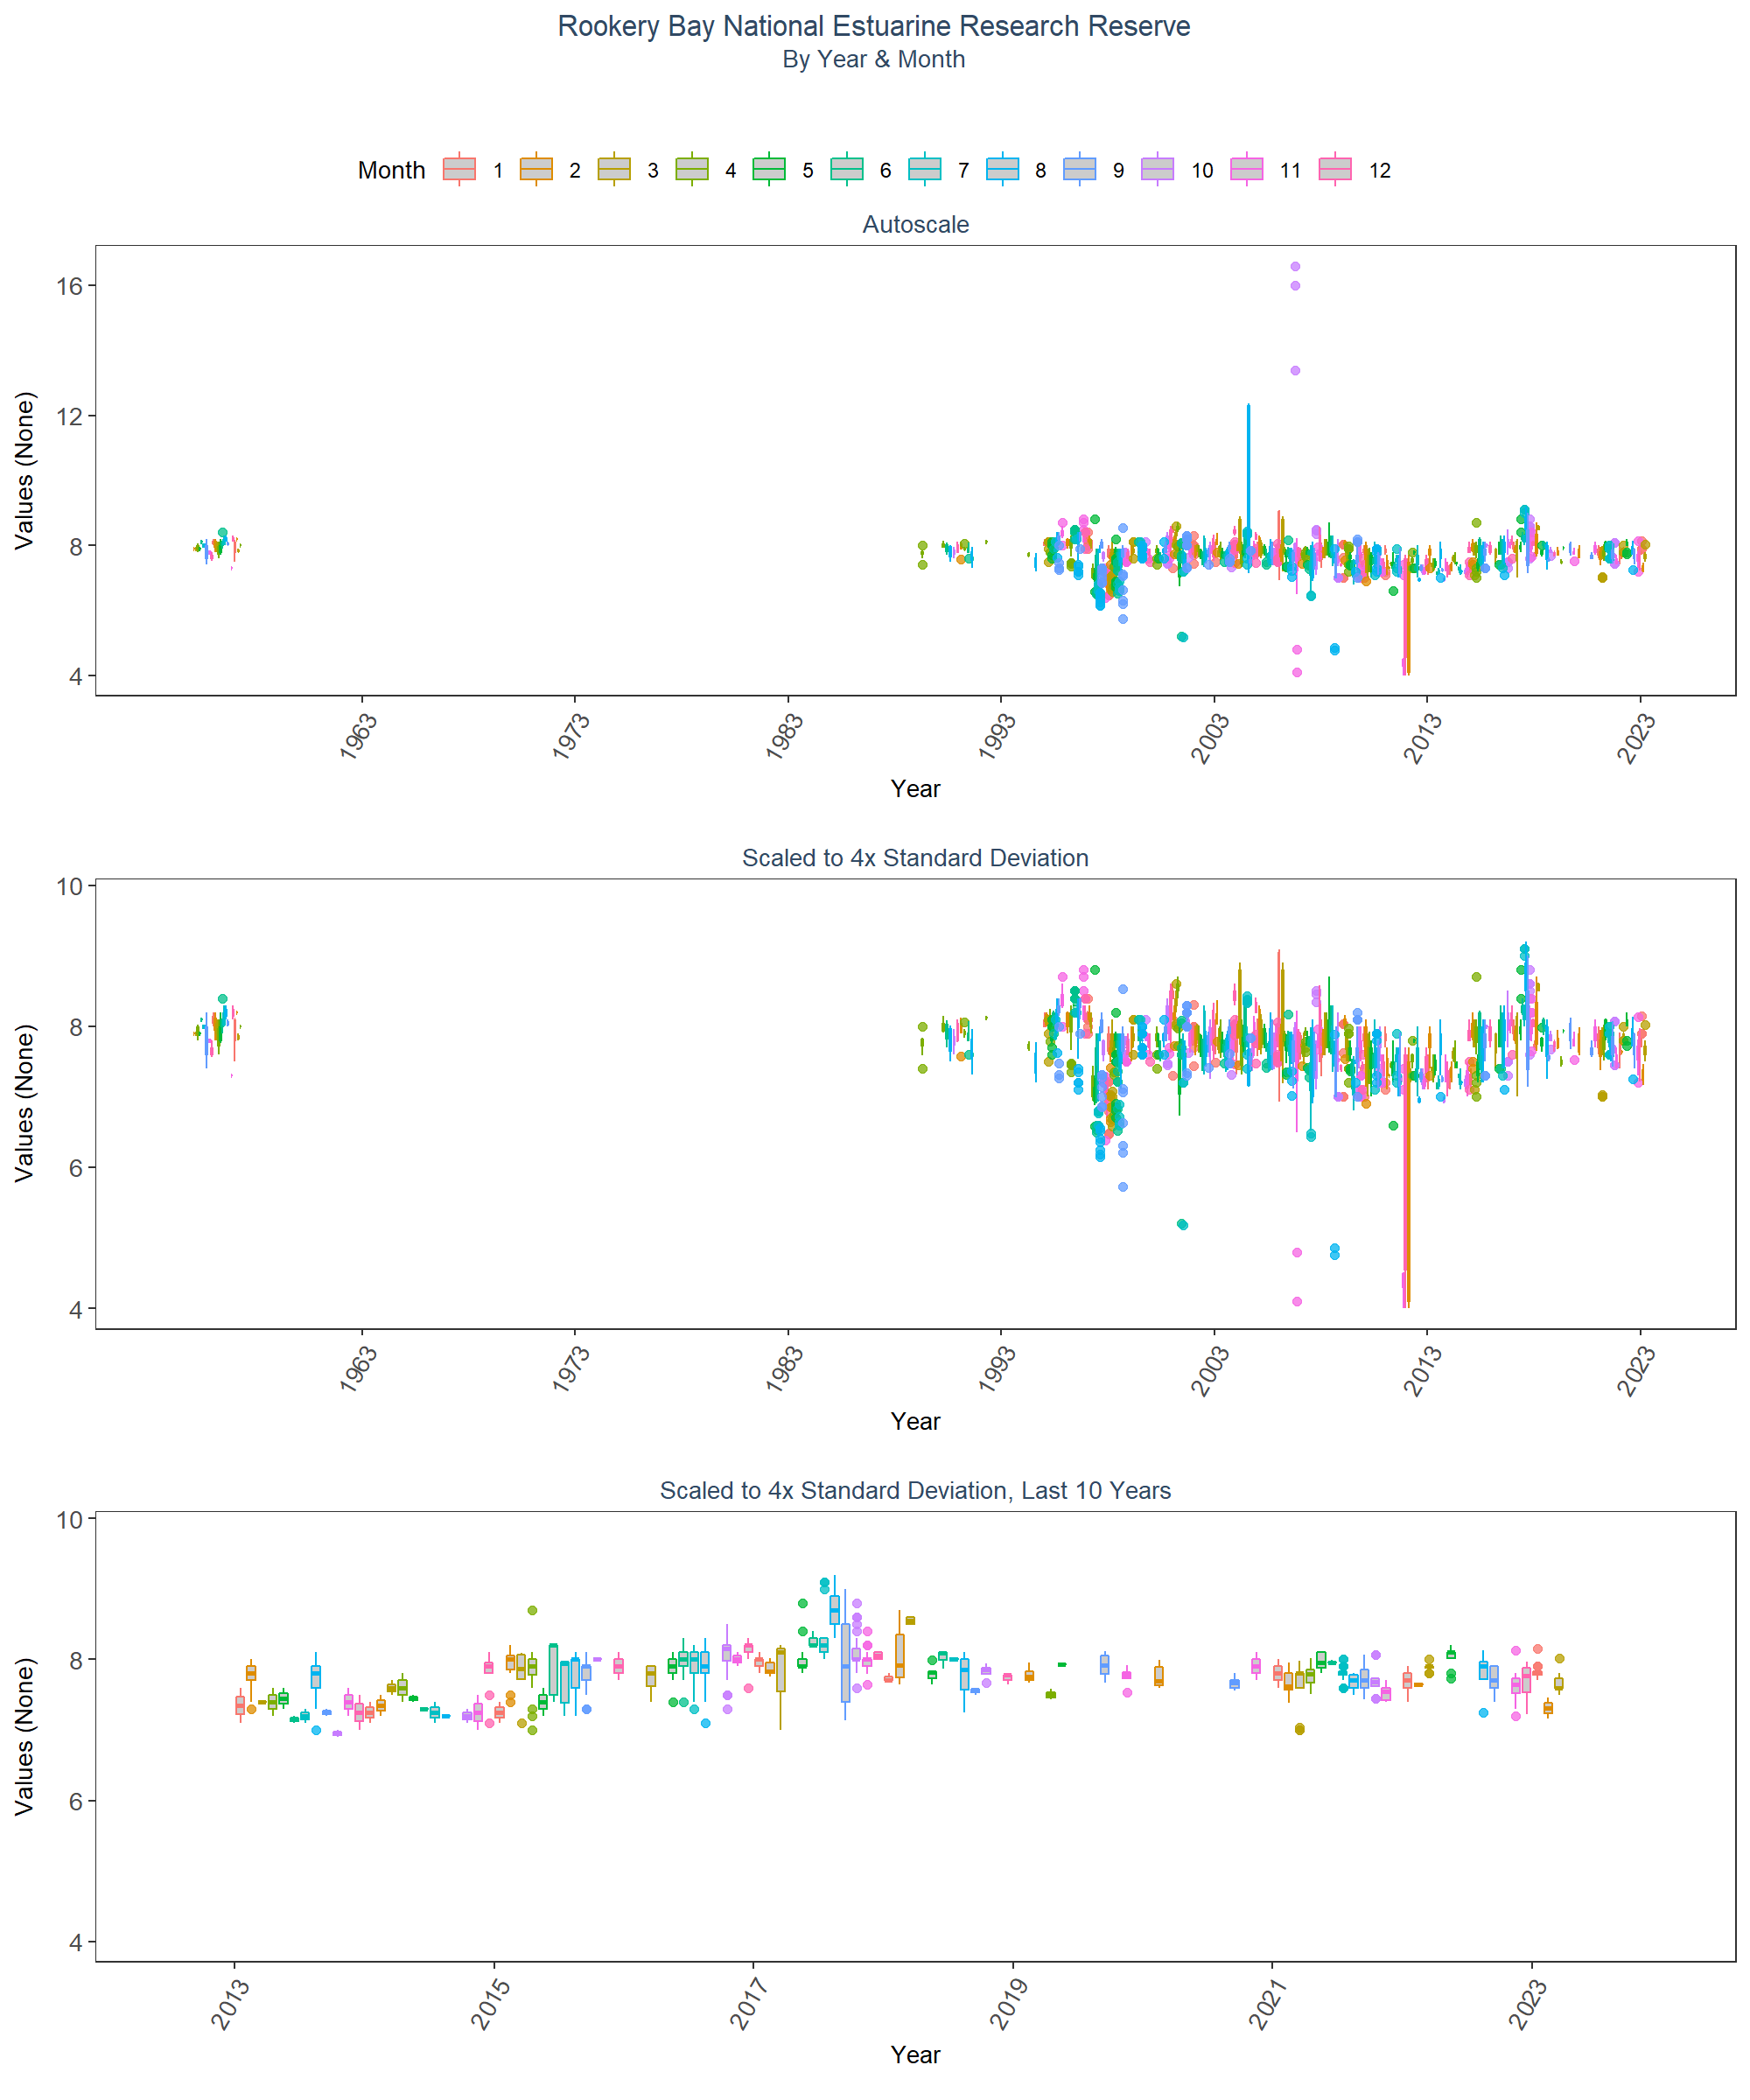 Rookery Bay National Estuarine Research Reserve
By Year & Month
Month 1 2 3 4 5 6 7 8 9 10 11 12
Autoscale
Values (None)
16
12
8
4
1963 1973 1983 1993 2003 2013 2023
Year
Scaled to 4x Standard Deviation
Values (None)
10
8
6
4
1963 1973 1983 1993 2003 2013 2023
Year
Scaled to 4x Standard Deviation, Last 10 Years
Values (None)
10
8
6
4
2013 2015 2017 2019 2021 2023
Year